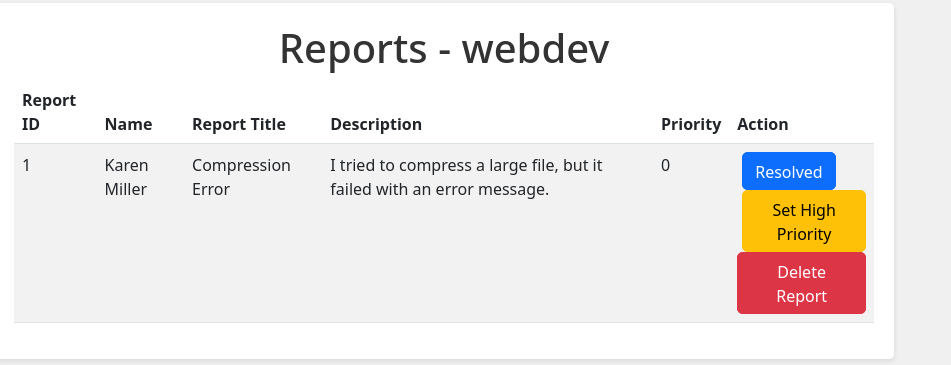 Reports - webdev
Report
ID Name Report Title Description Priority Action
1 Karen Compression I tried to compress a large file, but it 0 Resolved
Miller Error failed with an error message.
Set High
Priority
Delete
Report